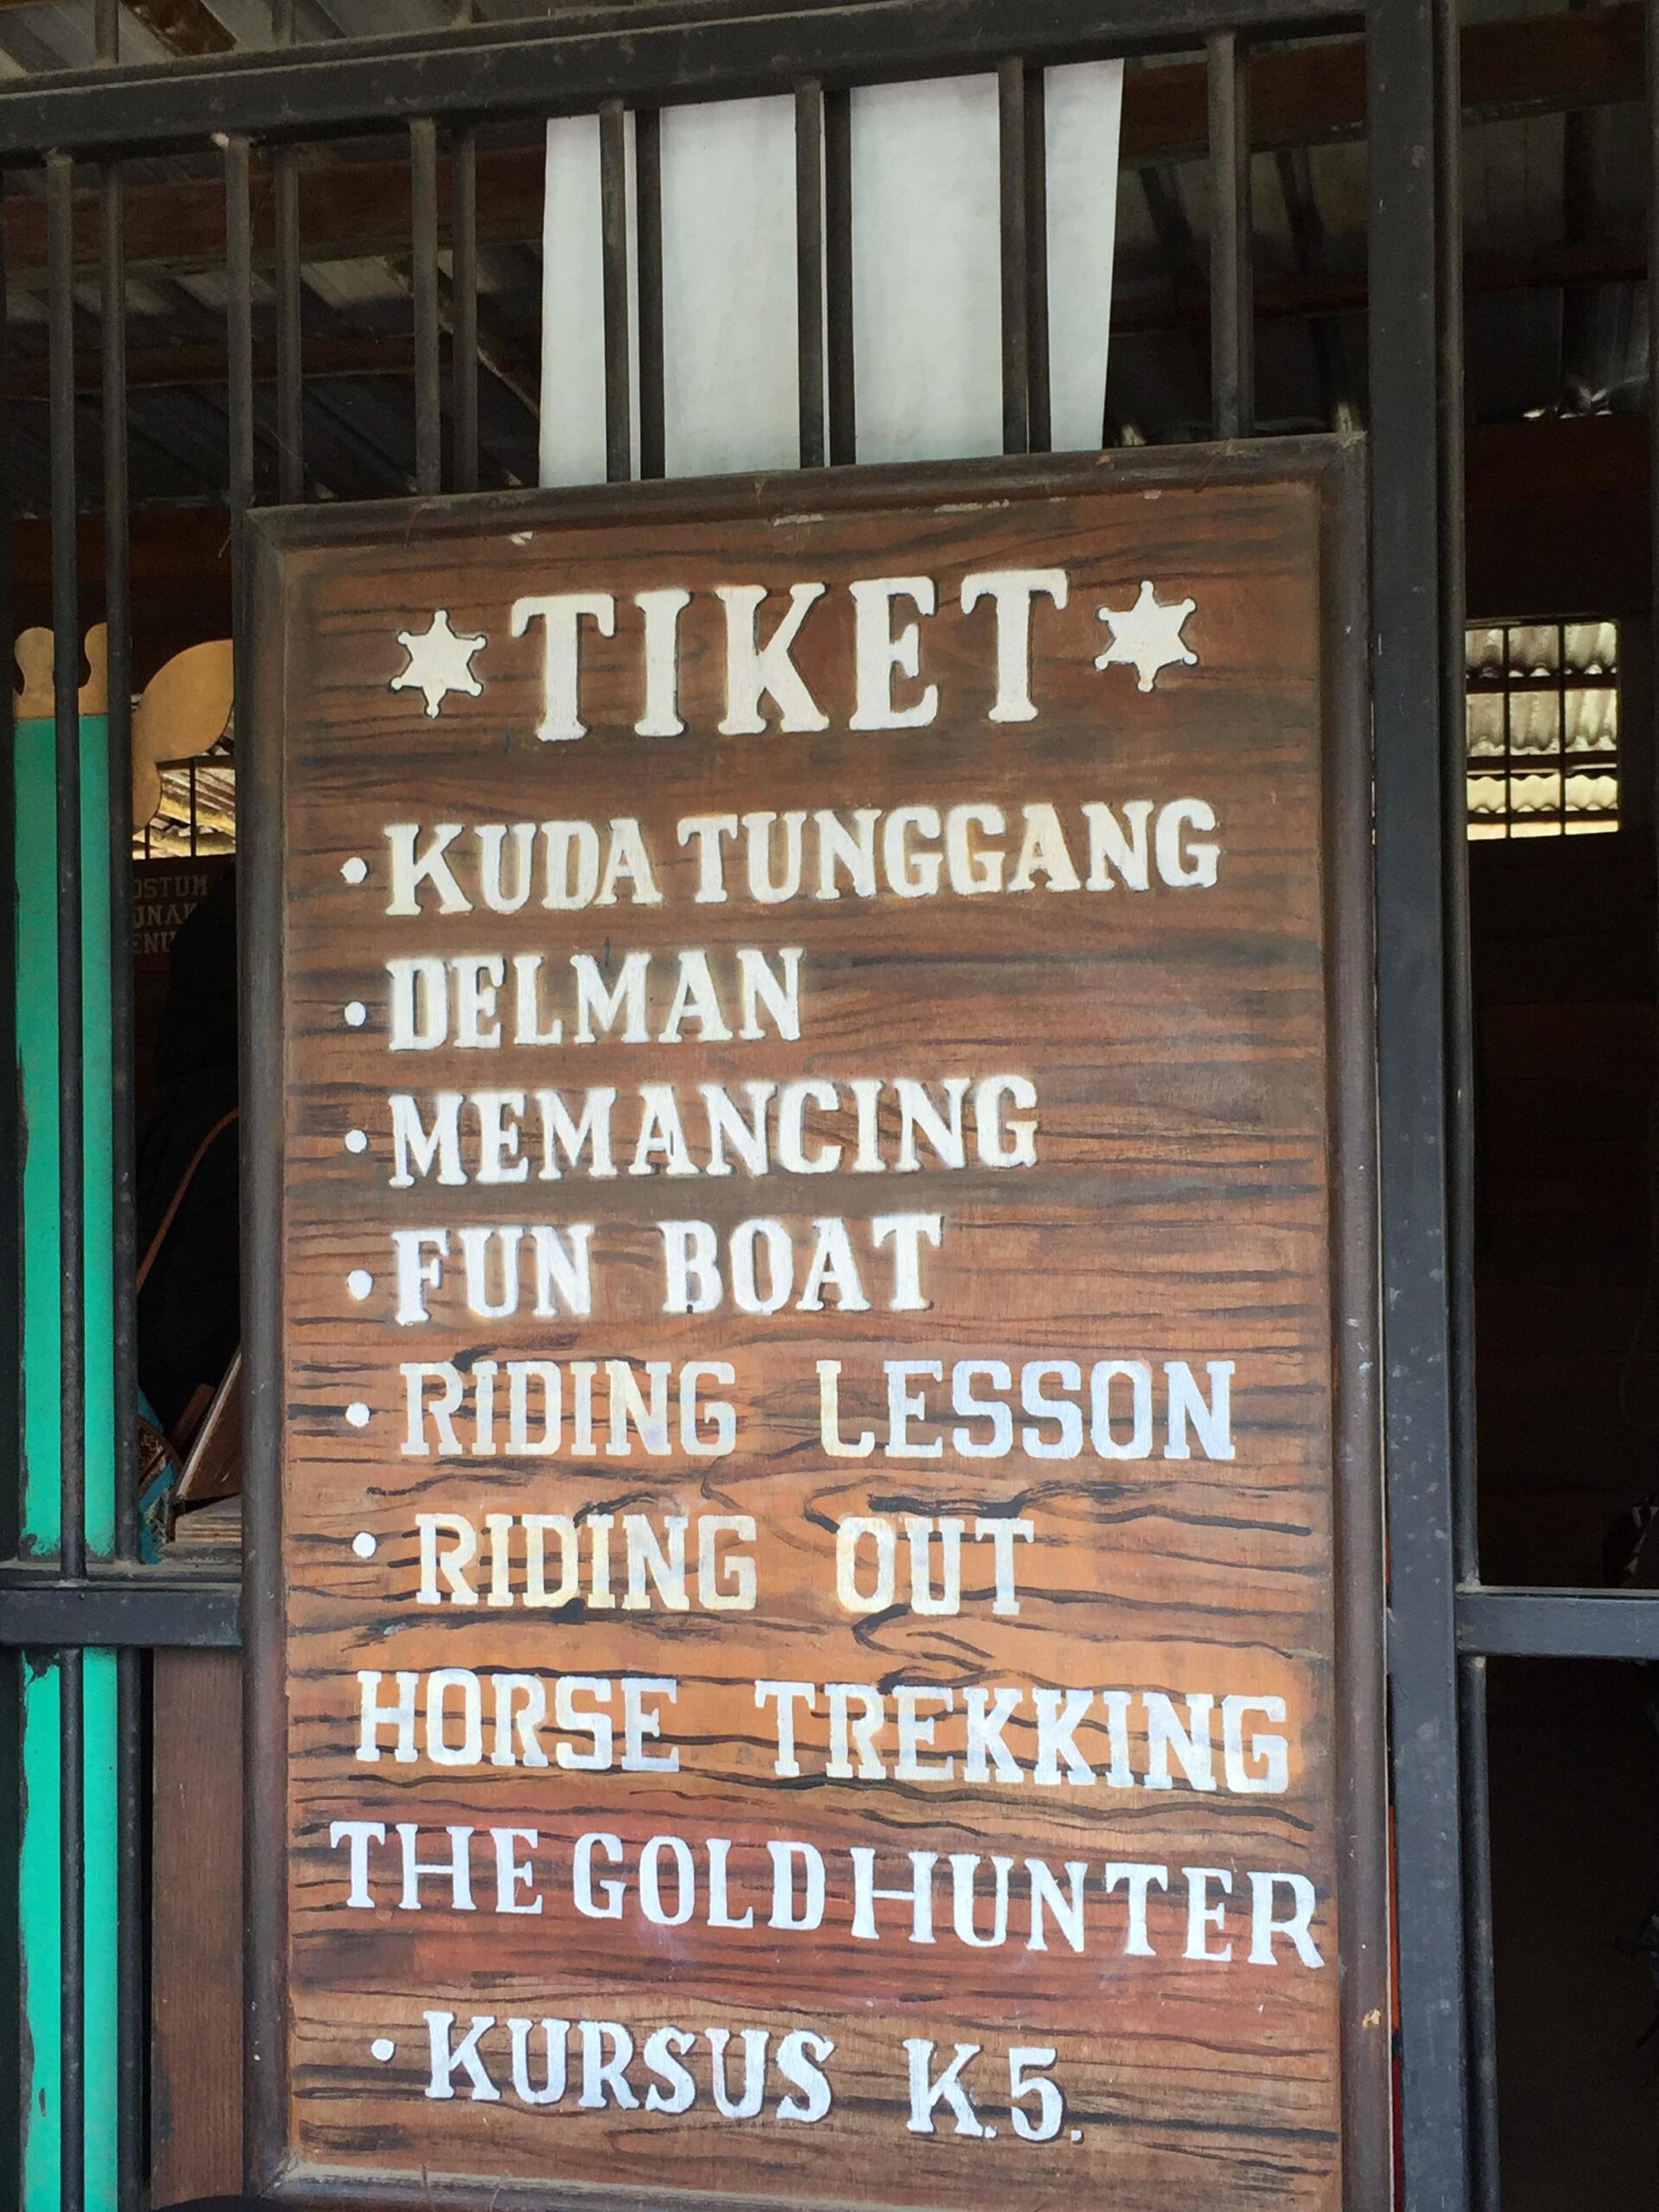 TIKET
• KUDA TUNGGANG
• DELMAN
• MEMANCING
• FUN BOAT
• RIDING LESSON
• RIDING OUT
HORSE TREKKING
THE GOLD HUNTER
• KURSUS K.5.